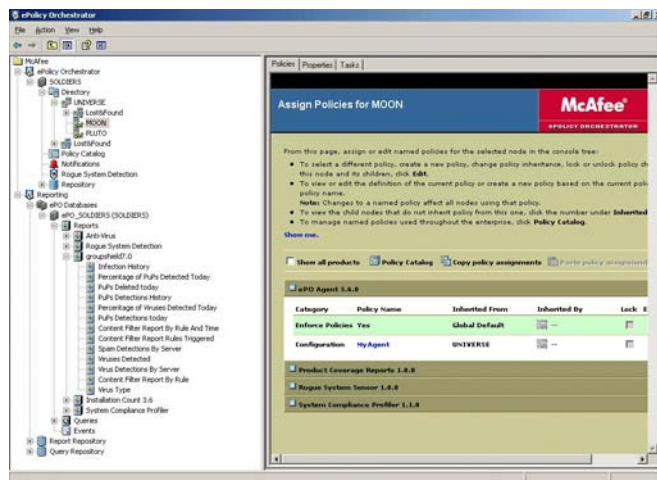 ePolicy Orchestrator
File Action View Help
McAfee
ePolicy Orchestrator
SOLDIERS
Directory
UNIVERSE
Lost&Found
MOON
PLUTO
Lost&Found
Policy Catalog
Notifications
Rogue System Detection
Repository
Reporting
ePO Databases
ePO_SOLDIERS (SOLDIERS)
Reports
Anti-Virus
Rogue System Detection
groupshield7.0
Infection History
Percentage of PuPs Detected Today
PuPs Deleted today
PuPs Detections History
Percentage of Viruses Detected Today
PuPs Detections today
Content Filter Report By Rule And Time
Content Filter Report Rules Triggered
Spam Detections By Server
Viruses Detected
Virus Detections By Server
Content Filter Report By Rule
Virus Type
Installation Count 3.6
System Compliance Profiler
Queries
Events
Report Repository
Query Repository
Policies Properties Tasks
Assign Policies for MOON
McAfee®
EPOLICY ORCHESTRATOR
From this page, assign or edit named policies for the selected node in the console tree:
• To select a different policy, create a new policy, change policy inheritance, lock or unlock policy ch
this node and its children, click Edit.
• To view or edit the definition of the current policy or create a new policy based on the current poli
policy name.
Note: Changes to a named policy affect all nodes using that policy.
• To view the child nodes that do not inherit policy from this one, click the number under Inherited
• To manage named policies used throughout the enterprise, click Policy Catalog.
Show me.
Show all products Policy Catalog Copy policy assignments Paste policy assignment
ePO Agent 3.6.0
Category Policy Name Inherited From Inherited By Lock E
Enforce Policies Yes Global Default --
Configuration MyAgent UNIVERSE --
Product Coverage Reports 1.0.0
Rogue System Sensor 1.0.0
System Compliance Profiler 1.1.0